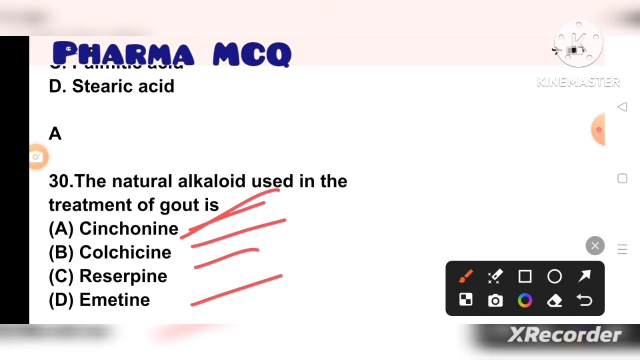 PHARMA MCQ
KINEMASTER
D. Stearic acid
A
30.The natural alkaloid used in the
treatment of gout is
(A) Cinchonine
(B) Colchicine
(C) Reserpine
(D) Emetine
XRecorder